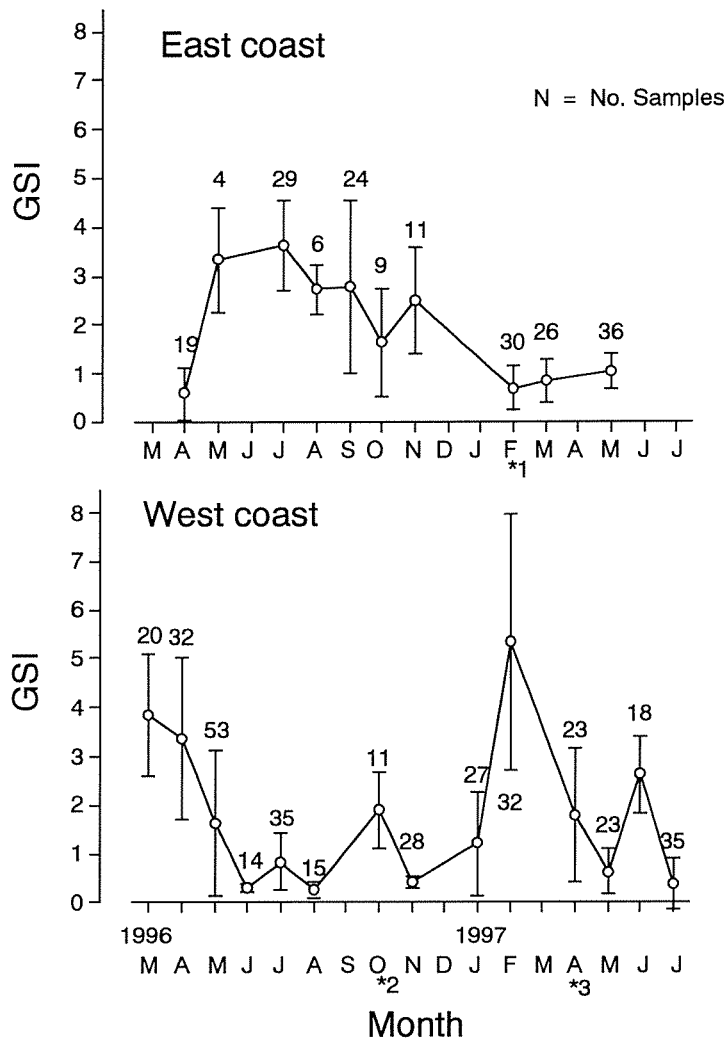 8
East coast
7
N = No. Samples
6
GSI
5
4 29 24
4
6 11
9
3
2
19 30 26 36
1
0
M A M J J A S O N D J F M A M J J
*1
8
West coast
7
6
20 32
GSI
5
53 18
4
23
3
11 27
2
35 28 32 23
14 15 35
1
0
1996 1997
M A M J J A S O N D J F M A M J J
*2 *3
Month